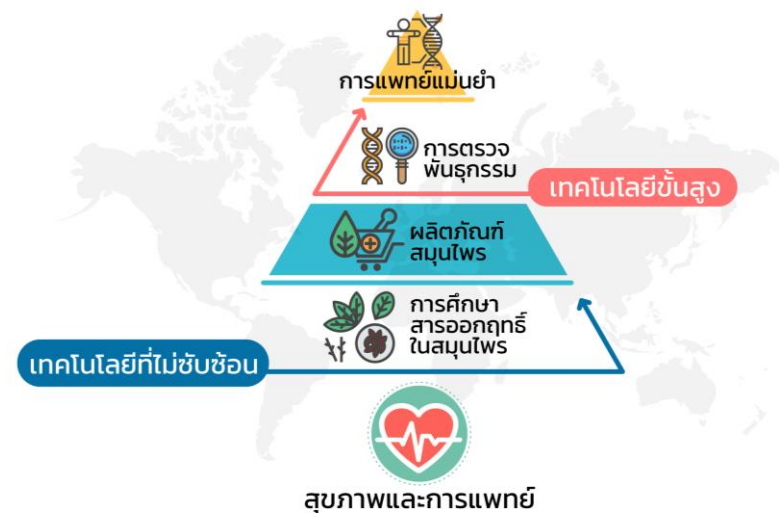 การแพทย์แม่นยำ
การตรวจ
พันธุกรรม
เทคโนโลยีขั้นสูง
ผลิตภัณฑ์
สมุนไพร
การศึกษา
สารออกฤทธิ์
ในสมุนไพร
เทคโนโลยีที่ไม่ซับซ้อน
สุขภาพและการแพทย์